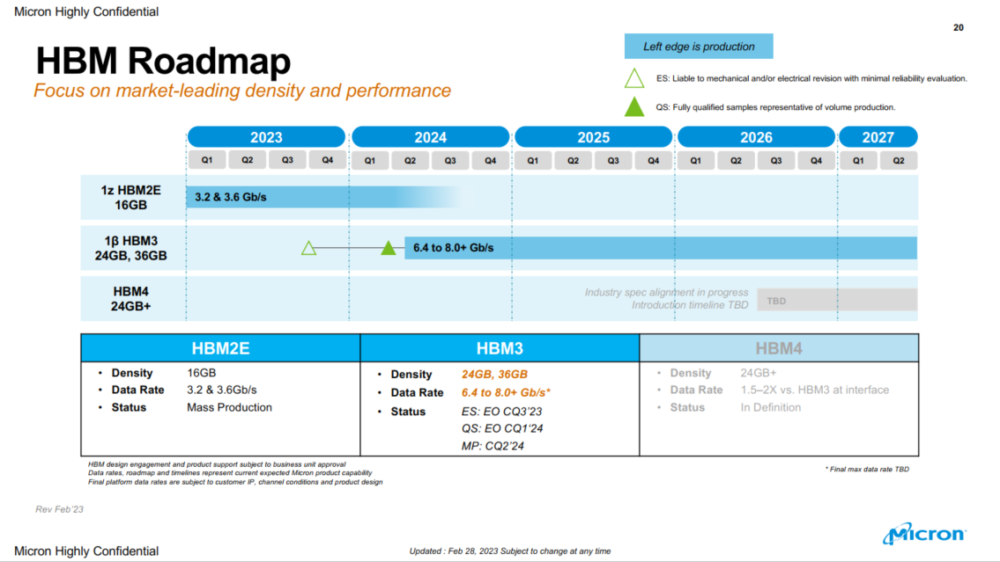 Micron Highly Confidential
20
HBM Roadmap
Focus on market-leading density and performance
Left edge is production
ES: Liable to mechanical and/or electrical revision with minimal reliability evaluation.
QS: Fully qualified samples representative of volume production.
2023 2024 2025 2026 2027
Q1 Q2 Q3 Q4 Q1 Q2 Q3 Q4 Q1 Q2 Q3 Q4 Q1 Q2 Q3 Q4 Q1 Q2
1z HBM2E
16GB
3.2 & 3.6 Gb/s
1β HBM3
24GB, 36GB
6.4 to 8.0+ Gb/s
HBM4
24GB+
Industry spec alignment in progress
Introduction timeline TBD
TBD
HBM2E
• Density 16GB
• Data Rate 3.2 & 3.6Gb/s
• Status Mass Production
HBM3
• Density 24GB, 36GB
• Data Rate 6.4 to 8.0+ Gb/s*
• Status ES: EO CQ3'23
QS: EO CQ1'24
MP: CQ2'24
HBM4
• Density 24GB+
• Data Rate 1.5–2X vs. HBM3 at interface
• Status In Definition
HBM design engagement and product support subject to business unit approval
Data rates, roadmap and timelines represent current expected Micron product capability
Final platform data rates are subject to customer IP, channel conditions and product design
* Final max data rate TBD
Rev Feb'23
Micron
Micron Highly Confidential
Updated : Feb 28, 2023 Subject to change at any time